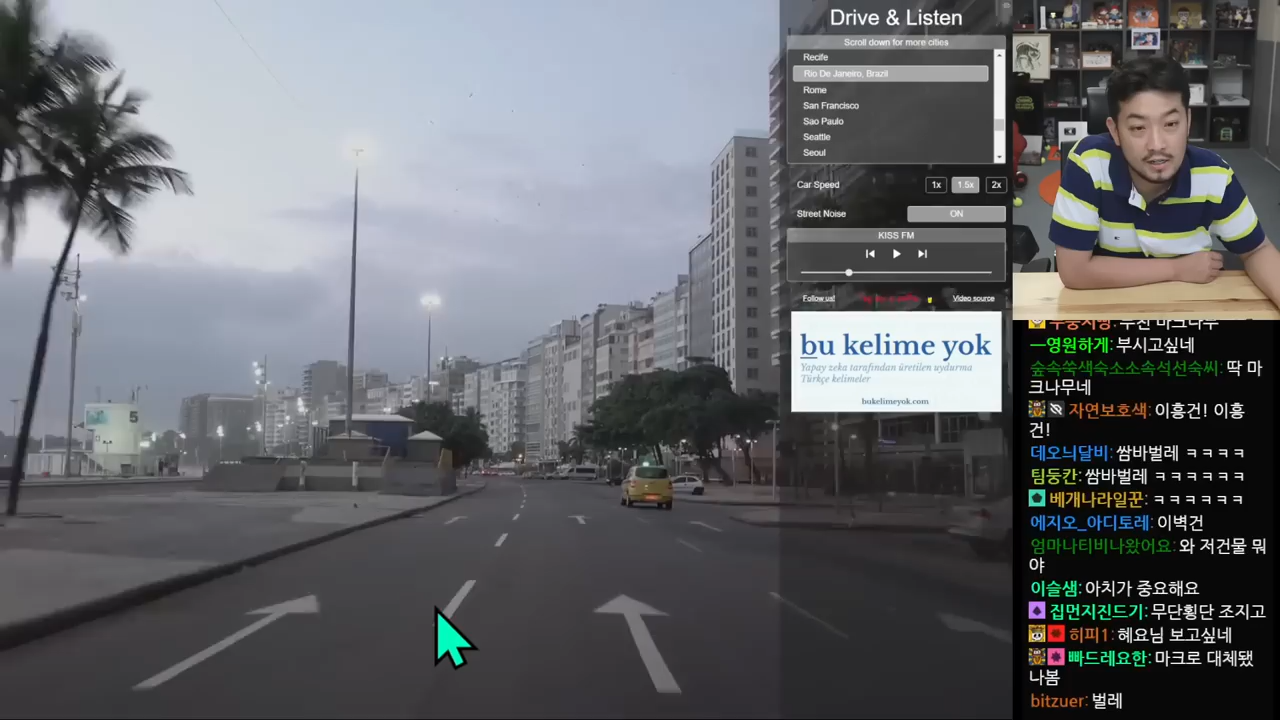 Drive & Listen
Scroll down for more cities
Recife
Rio De Janeiro, Brazil
Rome
San Francisco
Sao Paulo
Seattle
Seoul
Car Speed
1x
1.5x
2x
Street Noise
ON
KISS FM
Follow us!
Video source
bu kelime yok
Yapay zeka tarafından üretilen uydurma
Türkçe kelimeler
bukelimeyok.com
5
一영원하게: 부시고싶네
숲속쑥색숙소소속석선숙씨: 딱 마
크나무네
자연보호색: 이흥건! 이흥
건!
데오늬달비: 쌈바벌레 ㅋㅋㅋㅋ
팀둥칸: 쌈바벌레 ㅋㅋㅋㅋㅋㅋ
베개나라일꾼: ㅋㅋㅋㅋㅋㅋ
에지오_아디토레: 이벽건
엄마나티비나왔어요: 와 저건물 뭐
야
이슬샘: 아치가 중요해요
집먼지진드기: 무단횡단 조지고
히피1: 혜요님 보고싶네
빠드레요한: 마크로 대체됐
나봄
bitzuer: 벌레